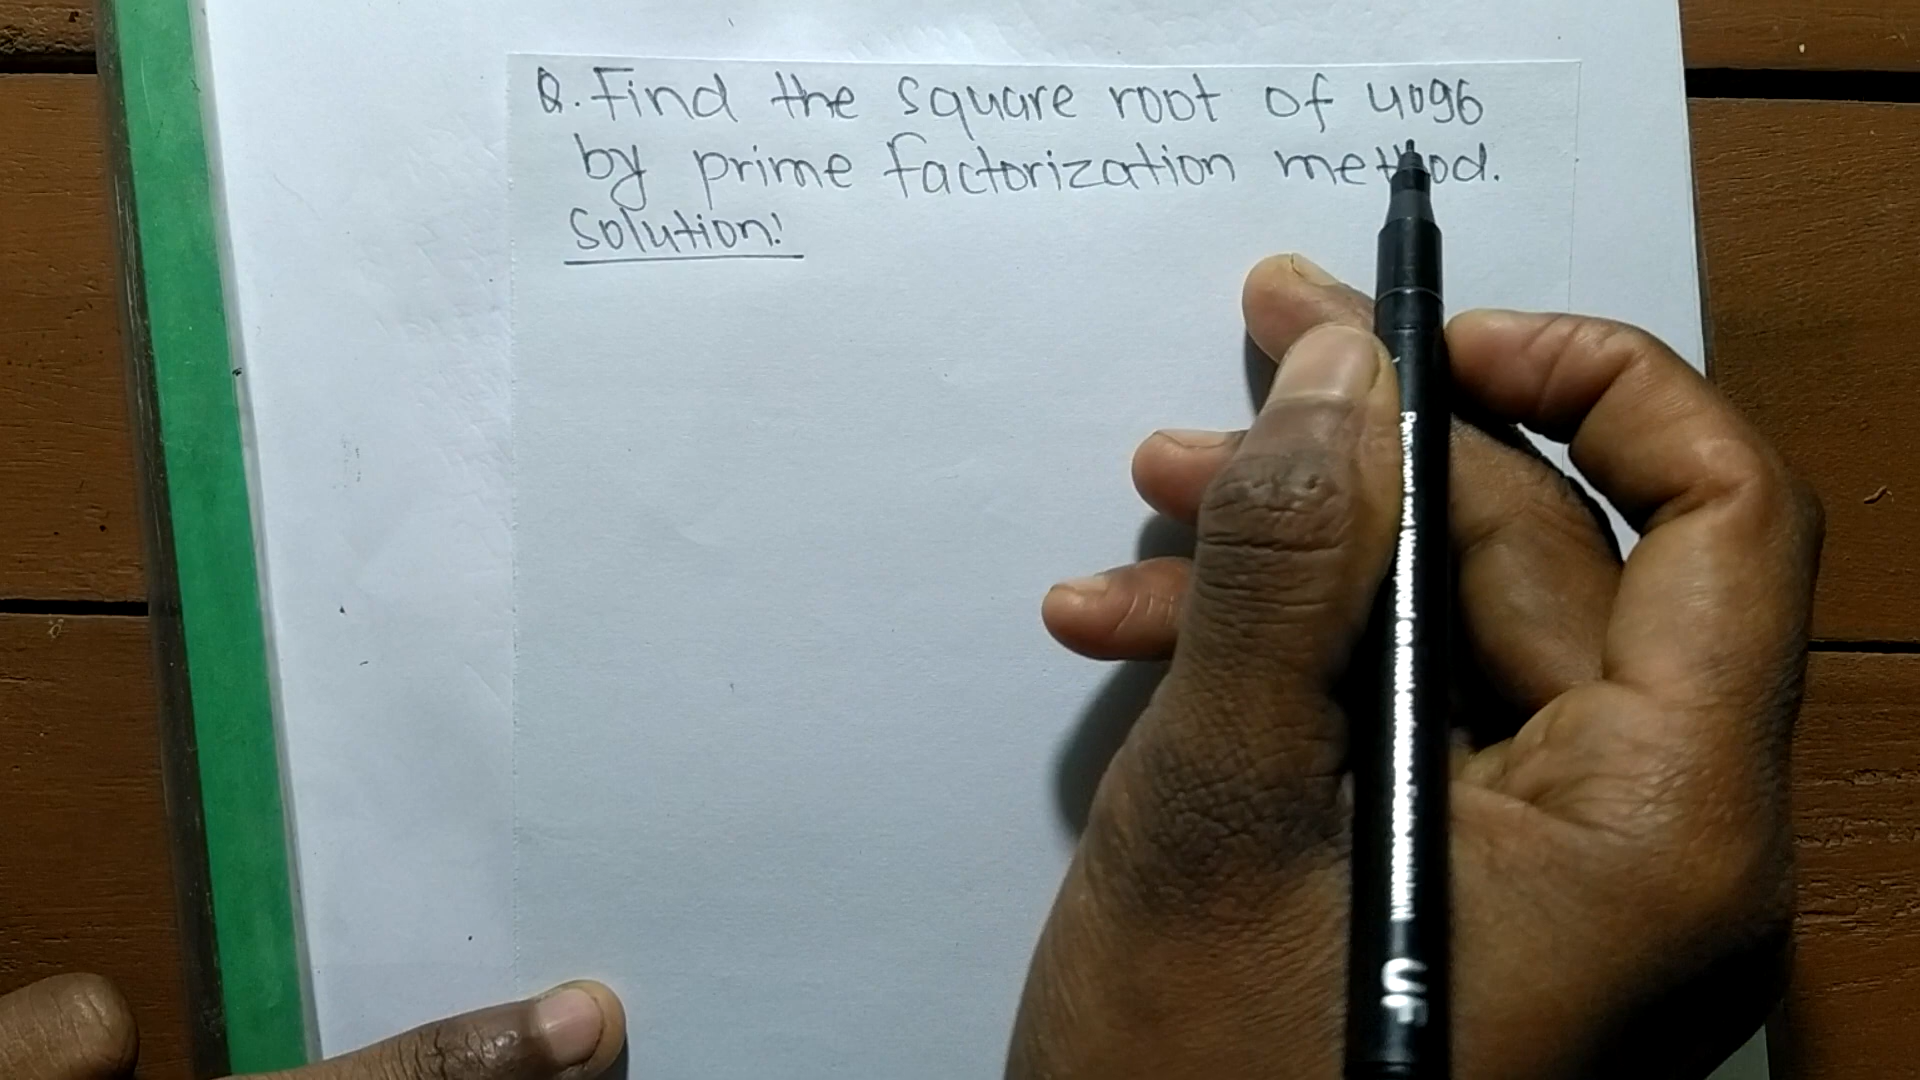 Q. Find the square root of 4096
by prime factorization method.
Solution: